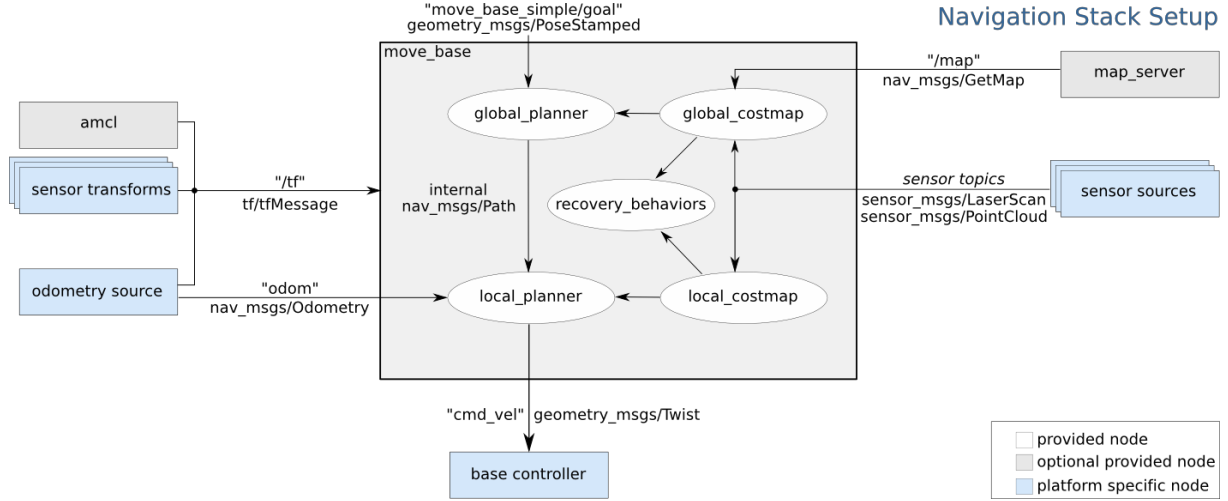 Navigation Stack Setup
"move_base_simple/goal"
geometry_msgs/PoseStamped
move_base
"/map"
nav_msgs/GetMap
map_server
amcl
global_planner
global_costmap
sensor transforms
"/tf"
tf/tfMessage
internal
nav_msgs/Path
recovery_behaviors
sensor topics
sensor_msgs/LaserScan
sensor_msgs/PointCloud
sensor sources
odometry source
"odom"
nav_msgs/Odometry
local_planner
local_costmap
"cmd_vel"
geometry_msgs/Twist
base controller
provided node
optional provided node
platform specific node